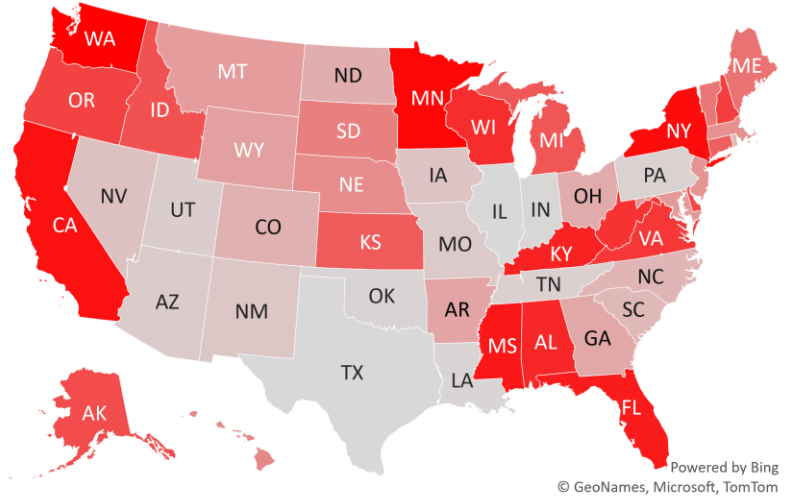 WA
ME
MT
ND
MN
OR
ID
SD
WI
MI
NY
WY
NE
IA
PA
NV
UT
CO
IL
IN
OH
CA
KS
MO
KY
VA
AZ
NM
OK
AR
TN
NC
SC
MS
AL
GA
TX
LA
AK
FL
Powered by Bing
© GeoNames, Microsoft, TomTom